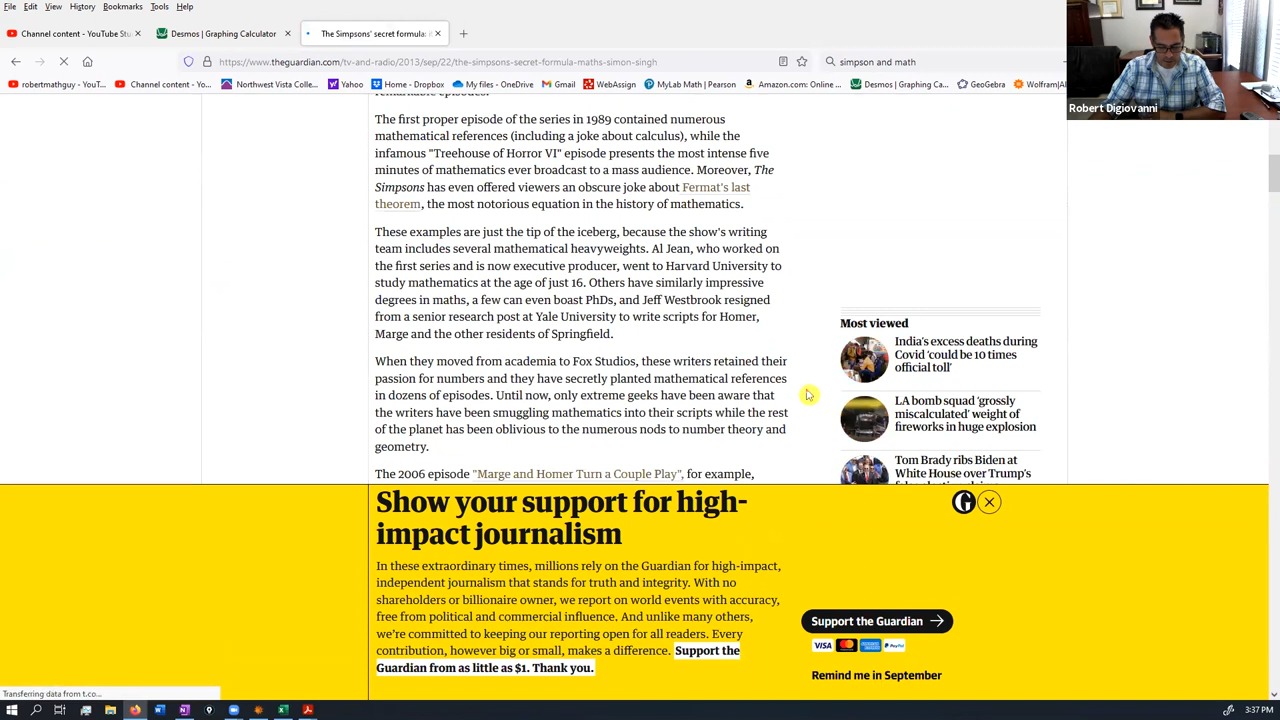 File Edit View History Bookmarks Tools Help
Channel content - YouTube Stu
Desmos | Graphing Calculator
The Simpsons' secret formula: it
https://www.theguardian.com/tv-and-radio/2013/sep/22/the-simpsons-secret-formula-maths-simon-singh
simpson and math
robertmathguy - YouT...
Channel content - Yo...
Northwest Vista Colle...
Yahoo
Home - Dropbox
My files - OneDrive
Gmail
WebAssign
MyLab Math | Pearson
Amazon.com: Online ...
Desmos | Graphing Ca...
GeoGebra
Wolfram|Al
Robert Digiovanni
remarkable episodes.
The first proper episode of the series in 1989 contained numerous
mathematical references (including a joke about calculus), while the
infamous "Treehouse of Horror VI" episode presents the most intense five
minutes of mathematics ever broadcast to a mass audience. Moreover, The
Simpsons has even offered viewers an obscure joke about Fermat's last
theorem, the most notorious equation in the history of mathematics.
These examples are just the tip of the iceberg, because the show's writing
team includes several mathematical heavyweights. Al Jean, who worked on
the first series and is now executive producer, went to Harvard University to
study mathematics at the age of just 16. Others have similarly impressive
degrees in maths, a few can even boast PhDs, and Jeff Westbrook resigned
from a senior research post at Yale University to write scripts for Homer,
Marge and the other residents of Springfield.
When they moved from academia to Fox Studios, these writers retained their
passion for numbers and they have secretly planted mathematical references
in dozens of episodes. Until now, only extreme geeks have been aware that
the writers have been smuggling mathematics into their scripts while the rest
of the planet has been oblivious to the numerous nods to number theory and
geometry.
The 2006 episode "Marge and Homer Turn a Couple Play", for example,
Most viewed
India's excess deaths during
Covid 'could be 10 times
official toll'
LA bomb squad 'grossly
miscalculated' weight of
fireworks in huge explosion
Tom Brady ribs Biden at
White House over Trump's
Show your support for high-
impact journalism
In these extraordinary times, millions rely on the Guardian for high-impact,
independent journalism that stands for truth and integrity. With no
shareholders or billionaire owner, we report on world events with accuracy,
free from political and commercial influence. And unlike many others,
we're committed to keeping our reporting open for all readers. Every
contribution, however big or small, makes a difference. Support the
Guardian from as little as $1. Thank you.
G
Support the Guardian
VISA
PayPal
Remind me in September
Transferring data from t.co...
3:37 PM